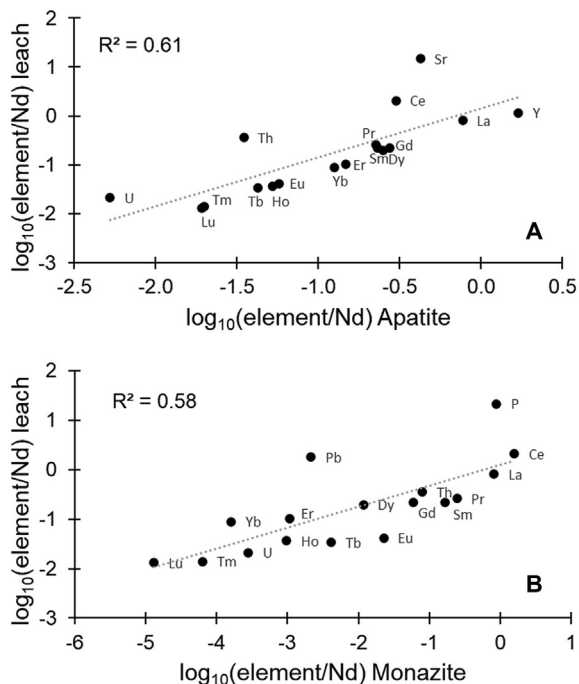 2
R² = 0.61
Sr
1
Ce
0
Y
La
Th
Pr
Gd
Sm
Dy
-1
Er
Yb
Eu
U
Tb
Ho
Tm
-2
Lu
A
-3
-2.5
-2.0
-1.5
-1.0
-0.5
0.0
0.5
log₁₀(element/Nd) leach
log₁₀(element/Nd) Apatite
2
R² = 0.58
P
1
Pb
Ce
0
La
Th
Pr
Dy
Gd
Sm
-1
Er
Yb
Eu
Ho
Tb
U
Lu
Tm
-2
B
-3
-6
-5
-4
-3
-2
-1
0
1
log₁₀(element/Nd) leach
log₁₀(element/Nd) Monazite